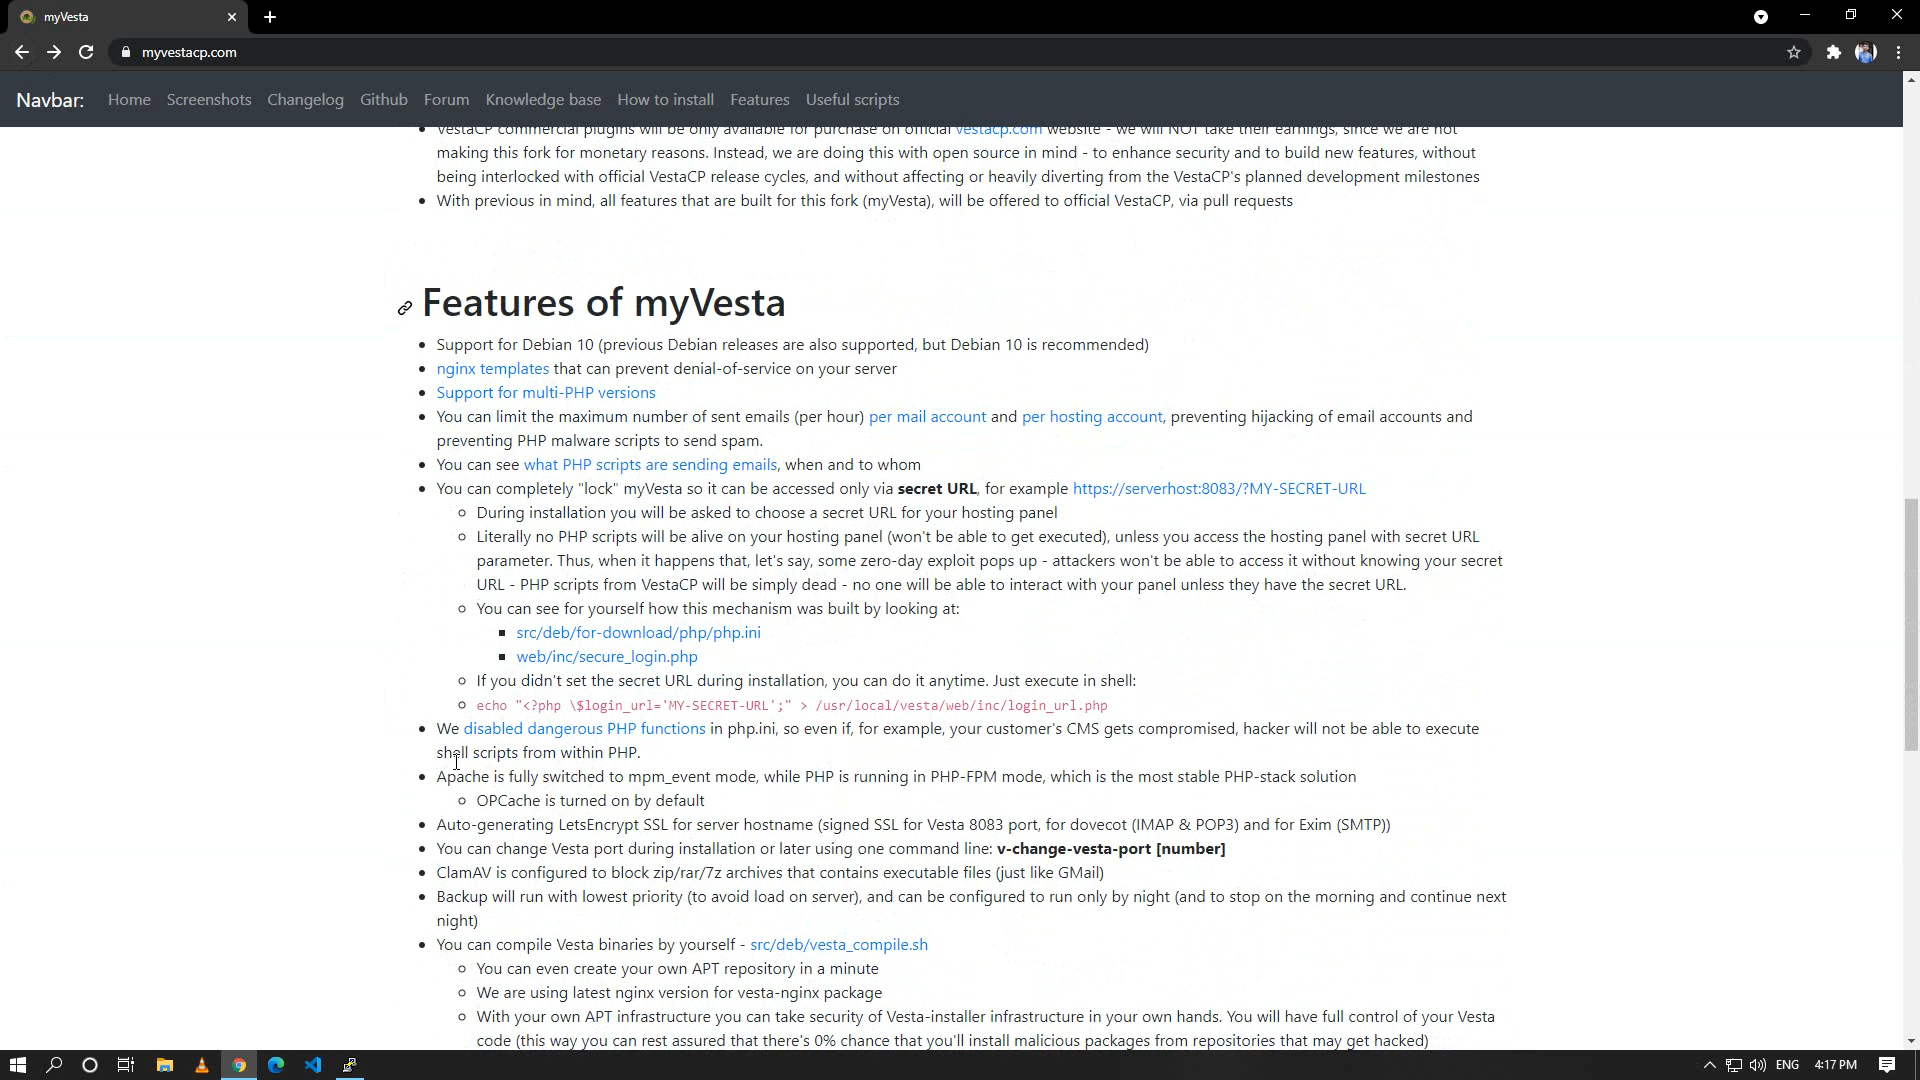 myVesta
myvestacp.com
Navbar: Home Screenshots Changelog Github Forum Knowledge base How to install Features Useful scripts
VestaCP commercial plugins will be only available for purchase on official vestacp.com website - we will NOT take their earnings, since we are not
making this fork for monetary reasons. Instead, we are doing this with open source in mind - to enhance security and to build new features, without
being interlocked with official VestaCP release cycles, and without affecting or heavily diverting from the VestaCP's planned development milestones
With previous in mind, all features that are built for this fork (myVesta), will be offered to official VestaCP, via pull requests
Features of myVesta
Support for Debian 10 (previous Debian releases are also supported, but Debian 10 is recommended)
nginx templates that can prevent denial-of-service on your server
Support for multi-PHP versions
You can limit the maximum number of sent emails (per hour) per mail account and per hosting account, preventing hijacking of email accounts and
preventing PHP malware scripts to send spam.
You can see what PHP scripts are sending emails, when and to whom
You can completely "lock" myVesta so it can be accessed only via secret URL, for example https://serverhost:8083/?MY-SECRET-URL
During installation you will be asked to choose a secret URL for your hosting panel
Literally no PHP scripts will be alive on your hosting panel (won't be able to get executed), unless you access the hosting panel with secret URL
parameter. Thus, when it happens that, let's say, some zero-day exploit pops up - attackers won't be able to access it without knowing your secret
URL - PHP scripts from VestaCP will be simply dead - no one will be able to interact with your panel unless they have the secret URL.
You can see for yourself how this mechanism was built by looking at:
src/deb/for-download/php/php.ini
web/inc/secure_login.php
If you didn't set the secret URL during installation, you can do it anytime. Just execute in shell:
echo "<?php \$login_url='MY-SECRET-URL';" > /usr/local/vesta/web/inc/login_url.php
We disabled dangerous PHP functions in php.ini, so even if, for example, your customer's CMS gets compromised, hacker will not be able to execute
shell scripts from within PHP.
Apache is fully switched to mpm_event mode, while PHP is running in PHP-FPM mode, which is the most stable PHP-stack solution
OPCache is turned on by default
Auto-generating LetsEncrypt SSL for server hostname (signed SSL for Vesta 8083 port, for dovecot (IMAP & POP3) and for Exim (SMTP))
You can change Vesta port during installation or later using one command line: v-change-vesta-port [number]
ClamAV is configured to block zip/rar/7z archives that contains executable files (just like GMail)
Backup will run with lowest priority (to avoid load on server), and can be configured to run only by night (and to stop on the morning and continue next
night)
You can compile Vesta binaries by yourself - src/deb/vesta_compile.sh
You can even create your own APT repository in a minute
We are using latest nginx version for vesta-nginx package
With your own APT infrastructure you can take security of Vesta-installer infrastructure in your own hands. You will have full control of your Vesta
code (this way you can rest assured that there's 0% chance that you'll install malicious packages from repositories that may get hacked)
ENG 4:17 PM